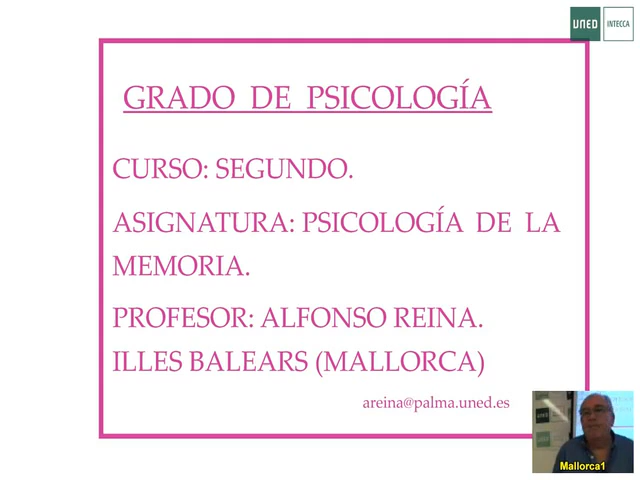 UNED INTECCA
GRADO DE PSICOLOGÍA
CURSO: SEGUNDO.
ASIGNATURA: PSICOLOGÍA DE LA
MEMORIA.
PROFESOR: ALFONSO REINA.
ILLES BALEARS (MALLORCA)
areina@palma.uned.es
UNED
Mallorca1